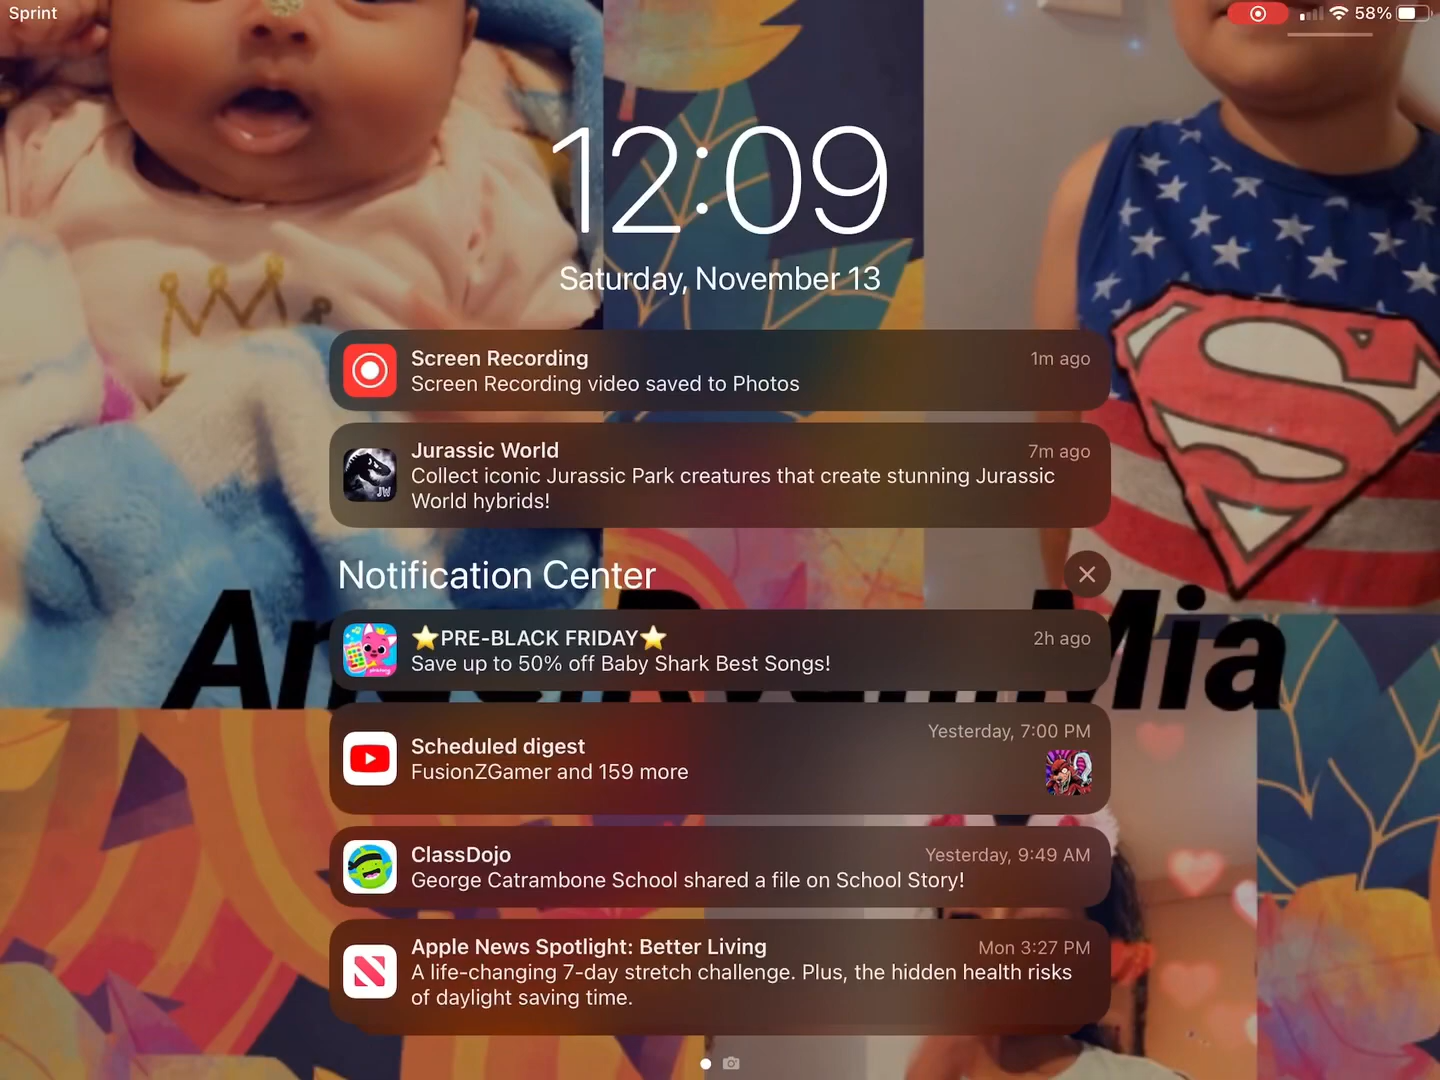 Sprint
58%
12:09
Saturday, November 13
Screen Recording
1m ago
Screen Recording video saved to Photos
Jurassic World
7m ago
Collect iconic Jurassic Park creatures that create stunning Jurassic
World hybrids!
Notification Center
⭐PRE-BLACK FRIDAY⭐
2h ago
Save up to 50% off Baby Shark Best Songs!
Yesterday, 7:00 PM
Scheduled digest
FusionZGamer and 159 more
ClassDojo
Yesterday, 9:49 AM
George Catrambone School shared a file on School Story!
Apple News Spotlight: Better Living
Mon 3:27 PM
A life-changing 7-day stretch challenge. Plus, the hidden health risks
of daylight saving time.